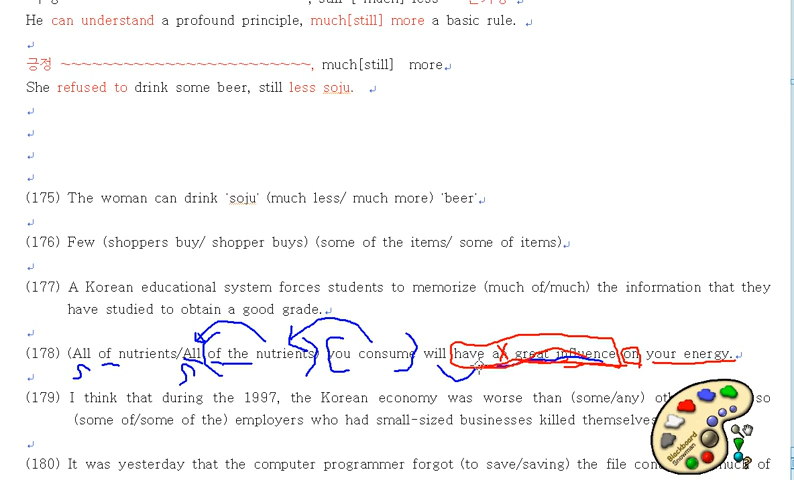 He can understand a profound principle, much[still] more a basic rule.
긍정 ~~~~~~~~~~~~~~~~~~~~~~~~, much[still] more
She refused to drink some beer, still less soju.
(175) The woman can drink 'soju' (much less/ much more) 'beer'
(176) Few (shoppers buy/ shopper buys) (some of the items/ some of items).
(177) A Korean educational system forces students to memorize (much of/much) the information that they
have studied to obtain a good grade.
(178) (All of nutrients/All of the nutrients) you consume will have a great influence on your energy.
(179) I think that during the 1997, the Korean economy was worse than (some/any) so
(some of/some of the) employers who had small-sized businesses killed themselves
(180) It was yesterday that the computer programmer forgot (to save/saving) the file of
Blackboard
Snowman